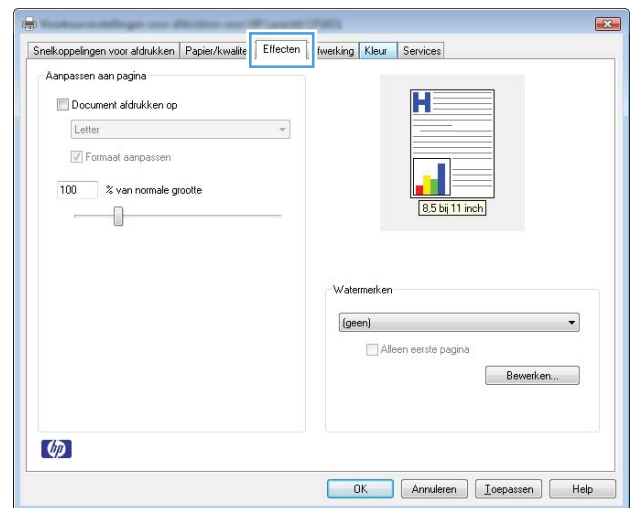 Snelkoppelingen voor afdrukken Papier/kwalite Effecten fwerking Kleur Services
Aanpassen aan pagina
Document afdrukken op
Letter
Formaat aanpassen
100 % van normale grootte
H
8,5 bij 11 inch
Watermerken
(geen)
Alleen eerste pagina
Bewerken...
hp
OK Annuleren Toepassen Help